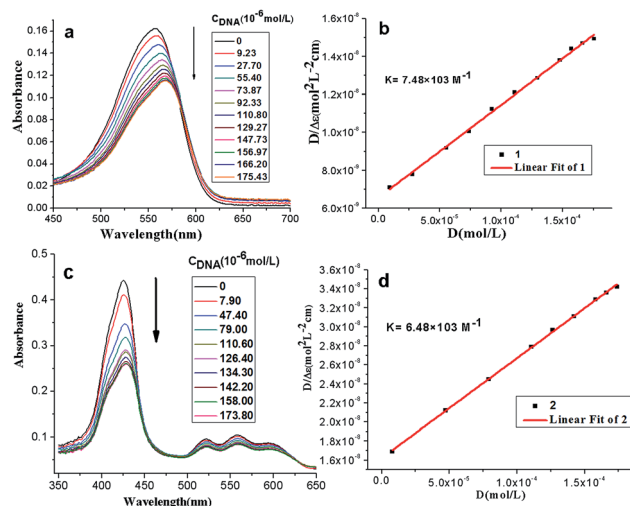 a
C_DNA(10^-6mol/L)
0
9.23
27.70
55.40
73.87
92.33
110.80
129.27
147.73
156.97
166.20
175.43
Absorbance
0.16
0.14
0.12
0.10
0.08
0.06
0.04
0.02
0.00
450
500
550
600
650
700
Wavelength(nm)
b
K= 7.48×103 M^-1
1
Linear Fit of 1
D/Δε(mol^2L^-2cm)
1.6x10^-8
1.4x10^-8
1.2x10^-8
1.0x10^-8
8.0x10^-9
6.0x10^-9
0.0
5.0x10^-5
1.0x10^-4
1.5x10^-4
D(mol/L)
c
C_DNA(10^-6mol/L)
0
7.90
47.40
79.00
110.60
126.40
134.30
142.20
158.00
173.80
Absorbance
0.5
0.4
0.3
0.2
0.1
350
400
450
500
550
600
650
Wavelength(nm)
d
K= 6.48×103 M^-1
2
Linear Fit of 2
D/Δε(mol^2L^-2cm)
3.6x10^-8
3.4x10^-8
3.2x10^-8
3.0x10^-8
2.8x10^-8
2.6x10^-8
2.4x10^-8
2.2x10^-8
2.0x10^-8
1.8x10^-8
1.6x10^-8
0.0
5.0x10^-5
1.0x10^-4
1.5x10^-4
D(mol/L)